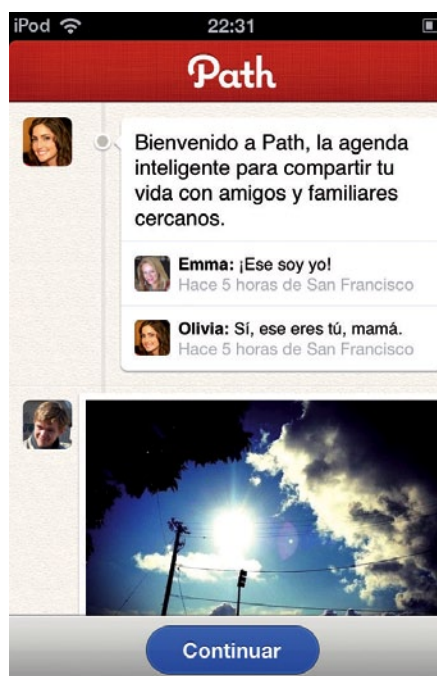 iPod 22:31
Path
Bienvenido a Path, la agenda
inteligente para compartir tu
vida con amigos y familiares
cercanos.
Emma: ¡Ese soy yo!
Hace 5 horas de San Francisco
Olivia: Sí, ese eres tú, mamá.
Hace 5 horas de San Francisco
Continuar